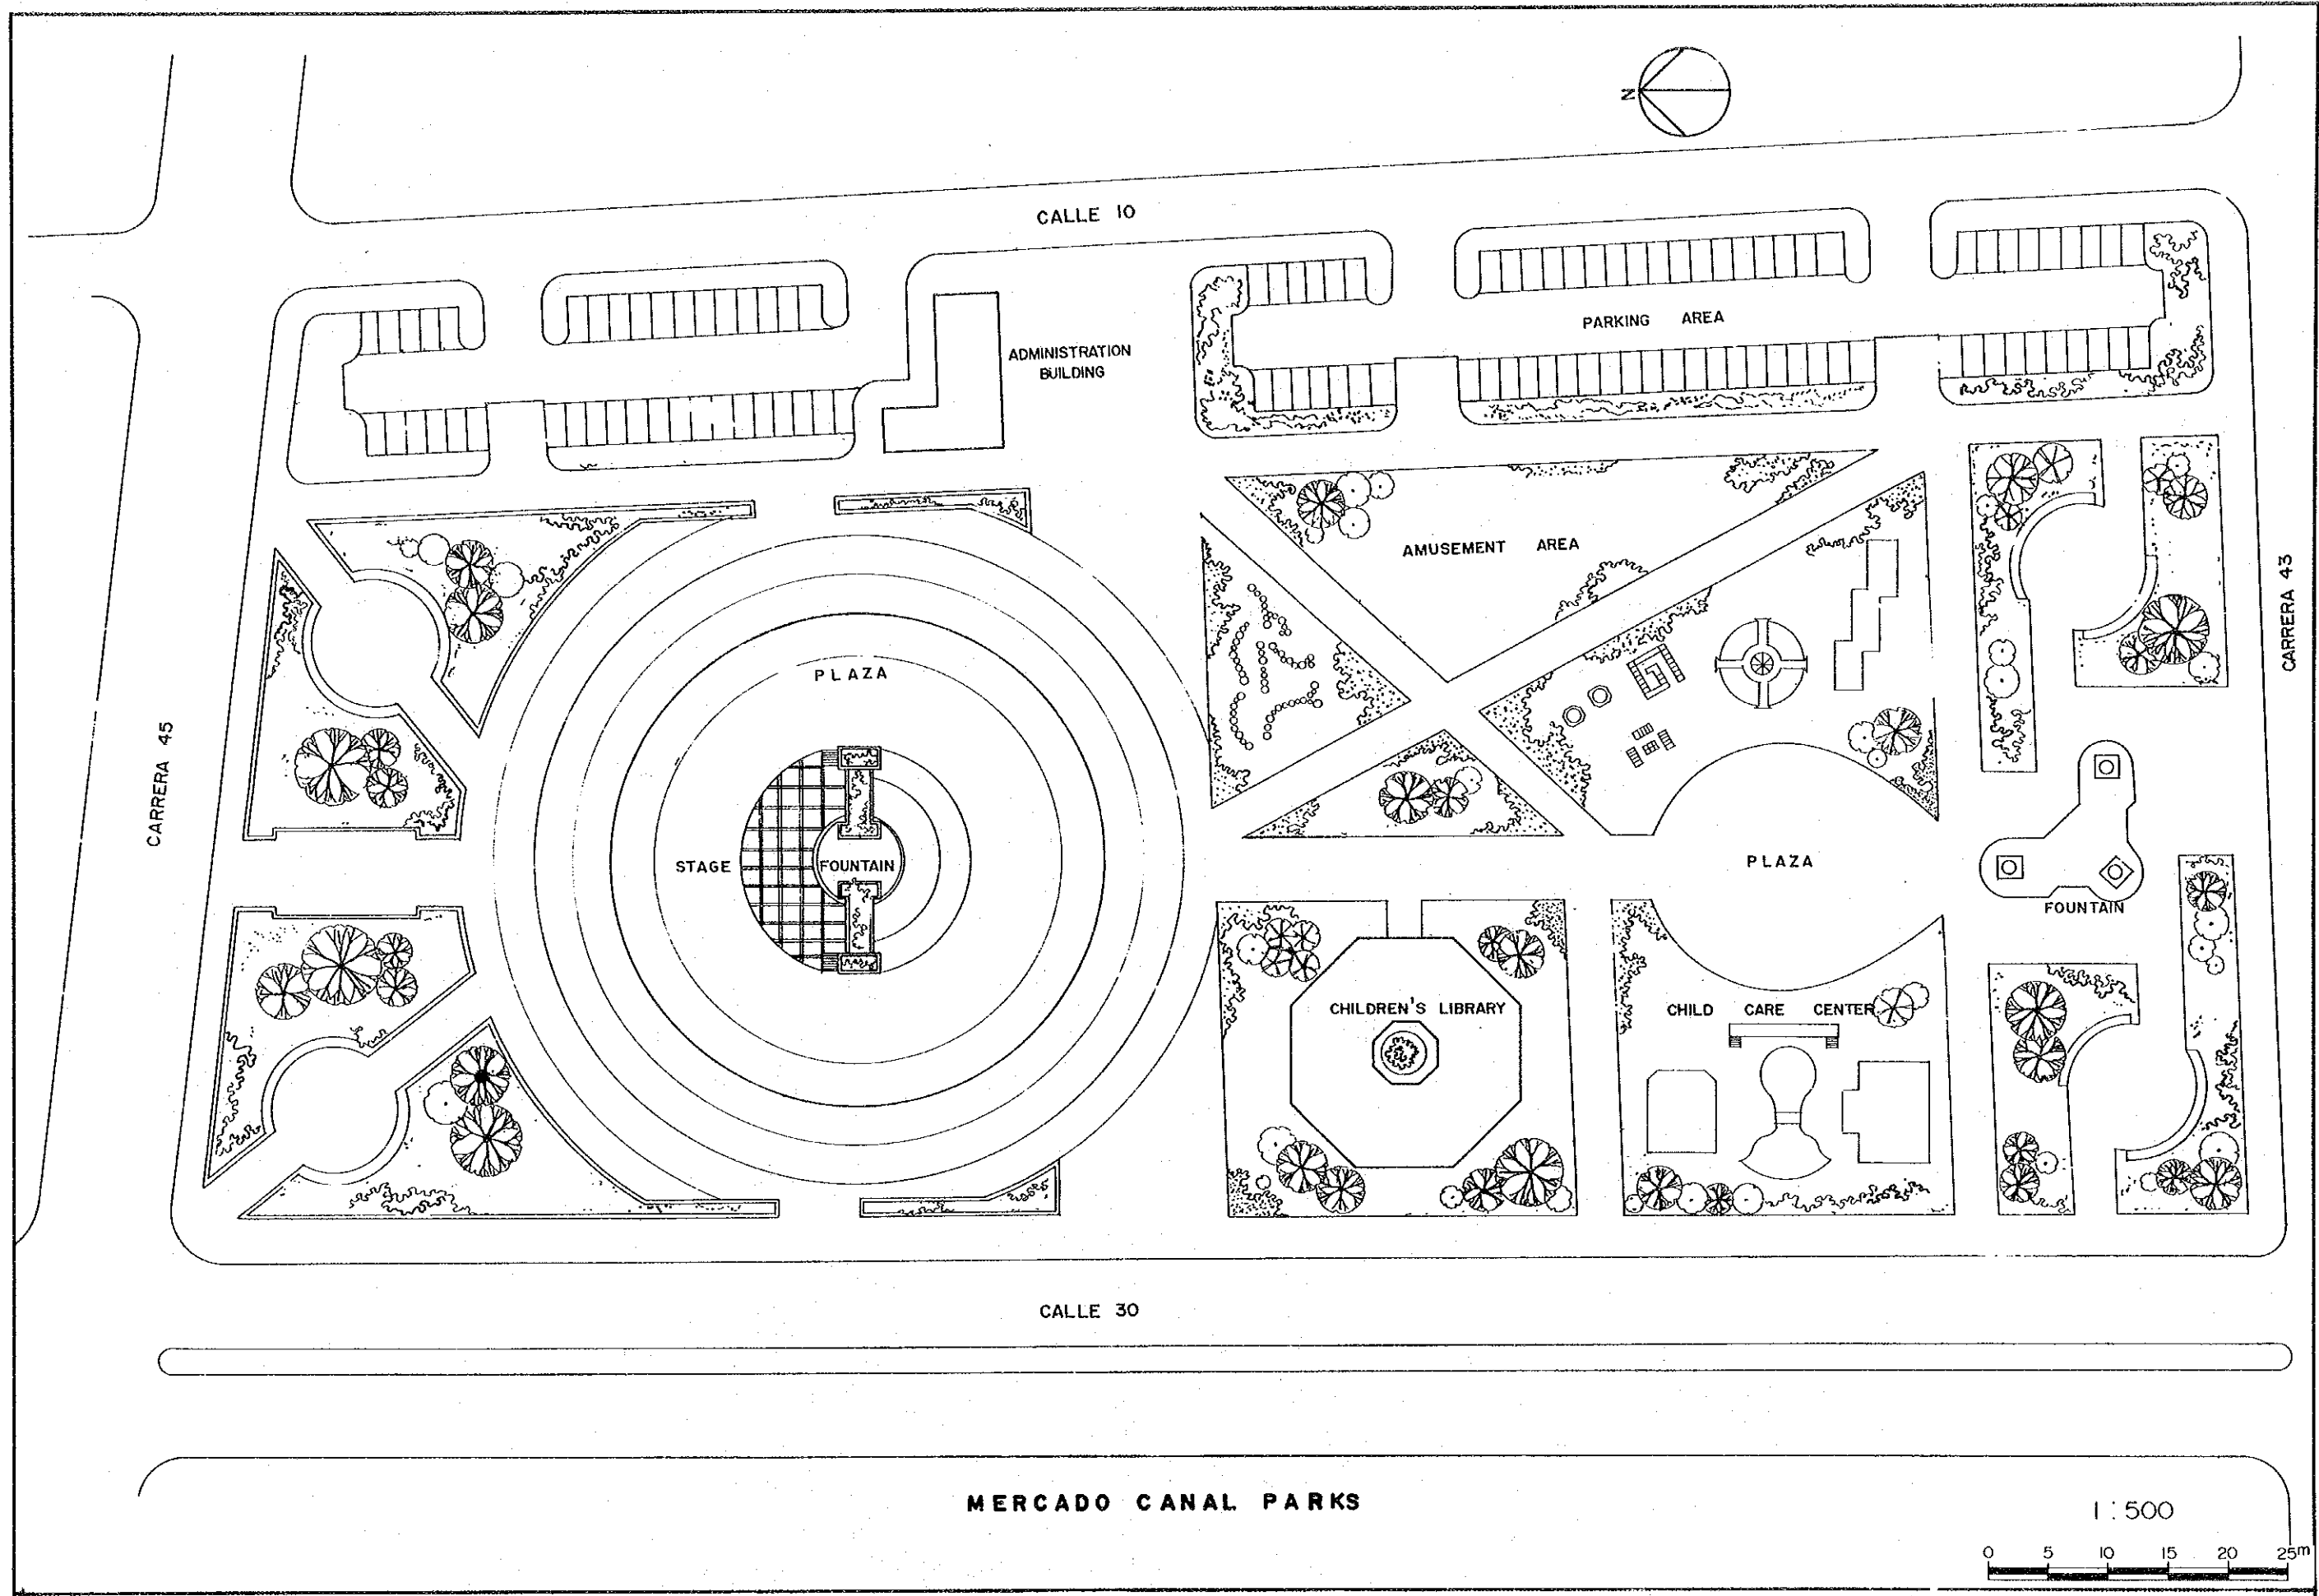 N
CALLE 10
PARKING AREA
ADMINISTRATION
BUILDING
AMUSEMENT AREA
CARRERA 43
PLAZA
CARRERA 45
STAGE
FOUNTAIN
PLAZA
FOUNTAIN
CHILDREN'S LIBRARY
CHILD CARE CENTER
CALLE 30
MERCADO CANAL PARKS
1:500
0 5 10 15 20 25m